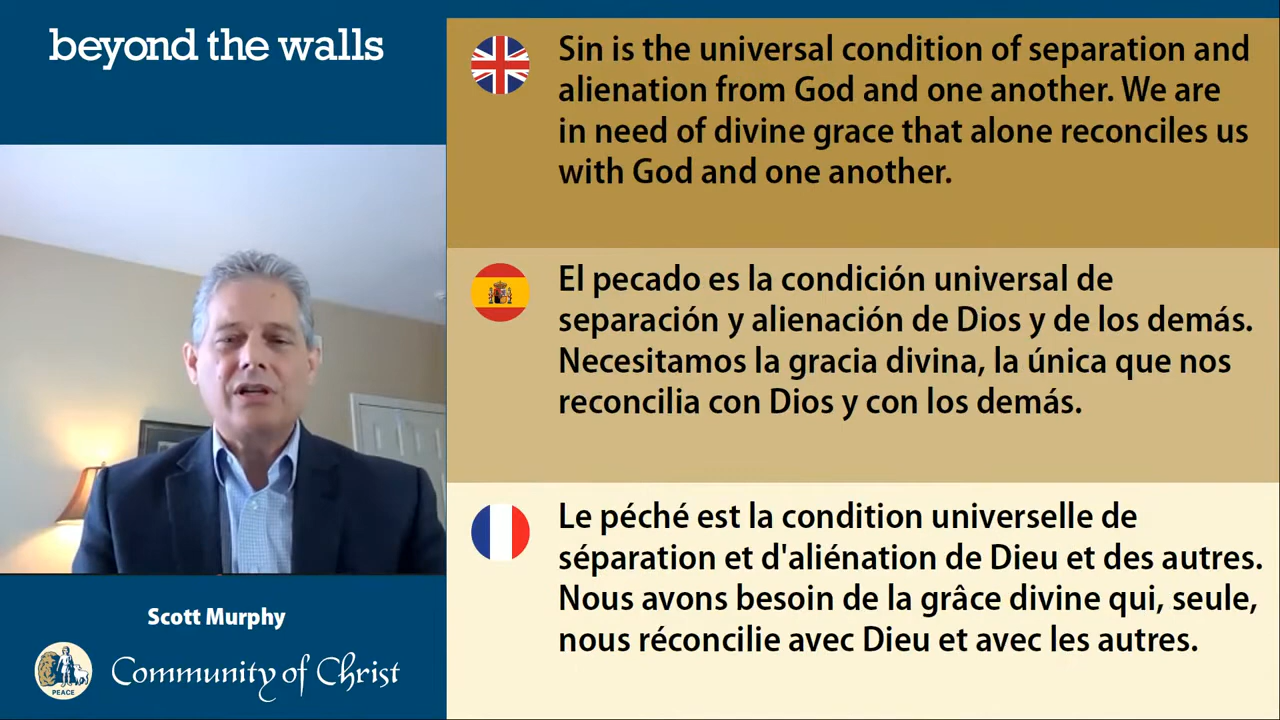 beyond the walls
Sin is the universal condition of separation and
alienation from God and one another. We are
in need of divine grace that alone reconciles us
with God and one another.
El pecado es la condición universal de
separación y alienación de Dios y de los demás.
Necesitamos la gracia divina, la única que nos
reconcilia con Dios y con los demás.
Le péché est la condition universelle de
séparation et d'aliénation de Dieu et des autres.
Nous avons besoin de la grâce divine qui, seule,
nous réconcilie avec Dieu et avec les autres.
Scott Murphy
Community of Christ
PEACE